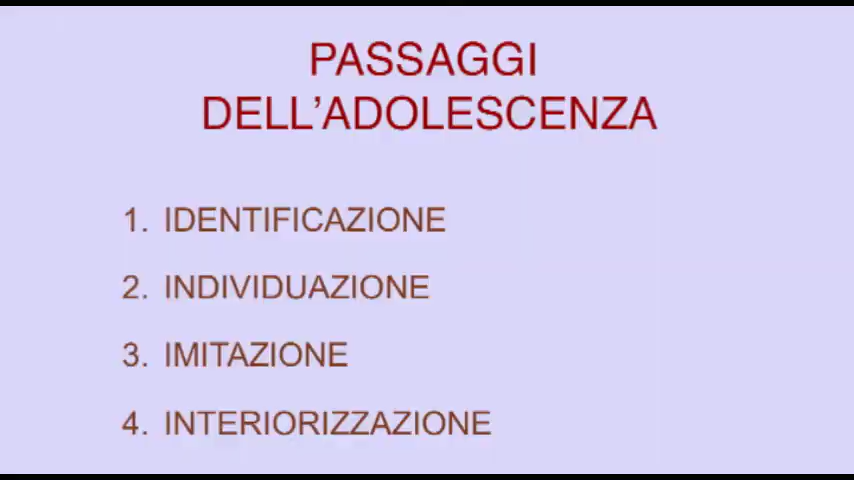 PASSAGGI
DELL’ADOLESCENZA
1. IDENTIFICAZIONE
2. INDIVIDUAZIONE
3. IMITAZIONE
4. INTERIORIZZAZIONE